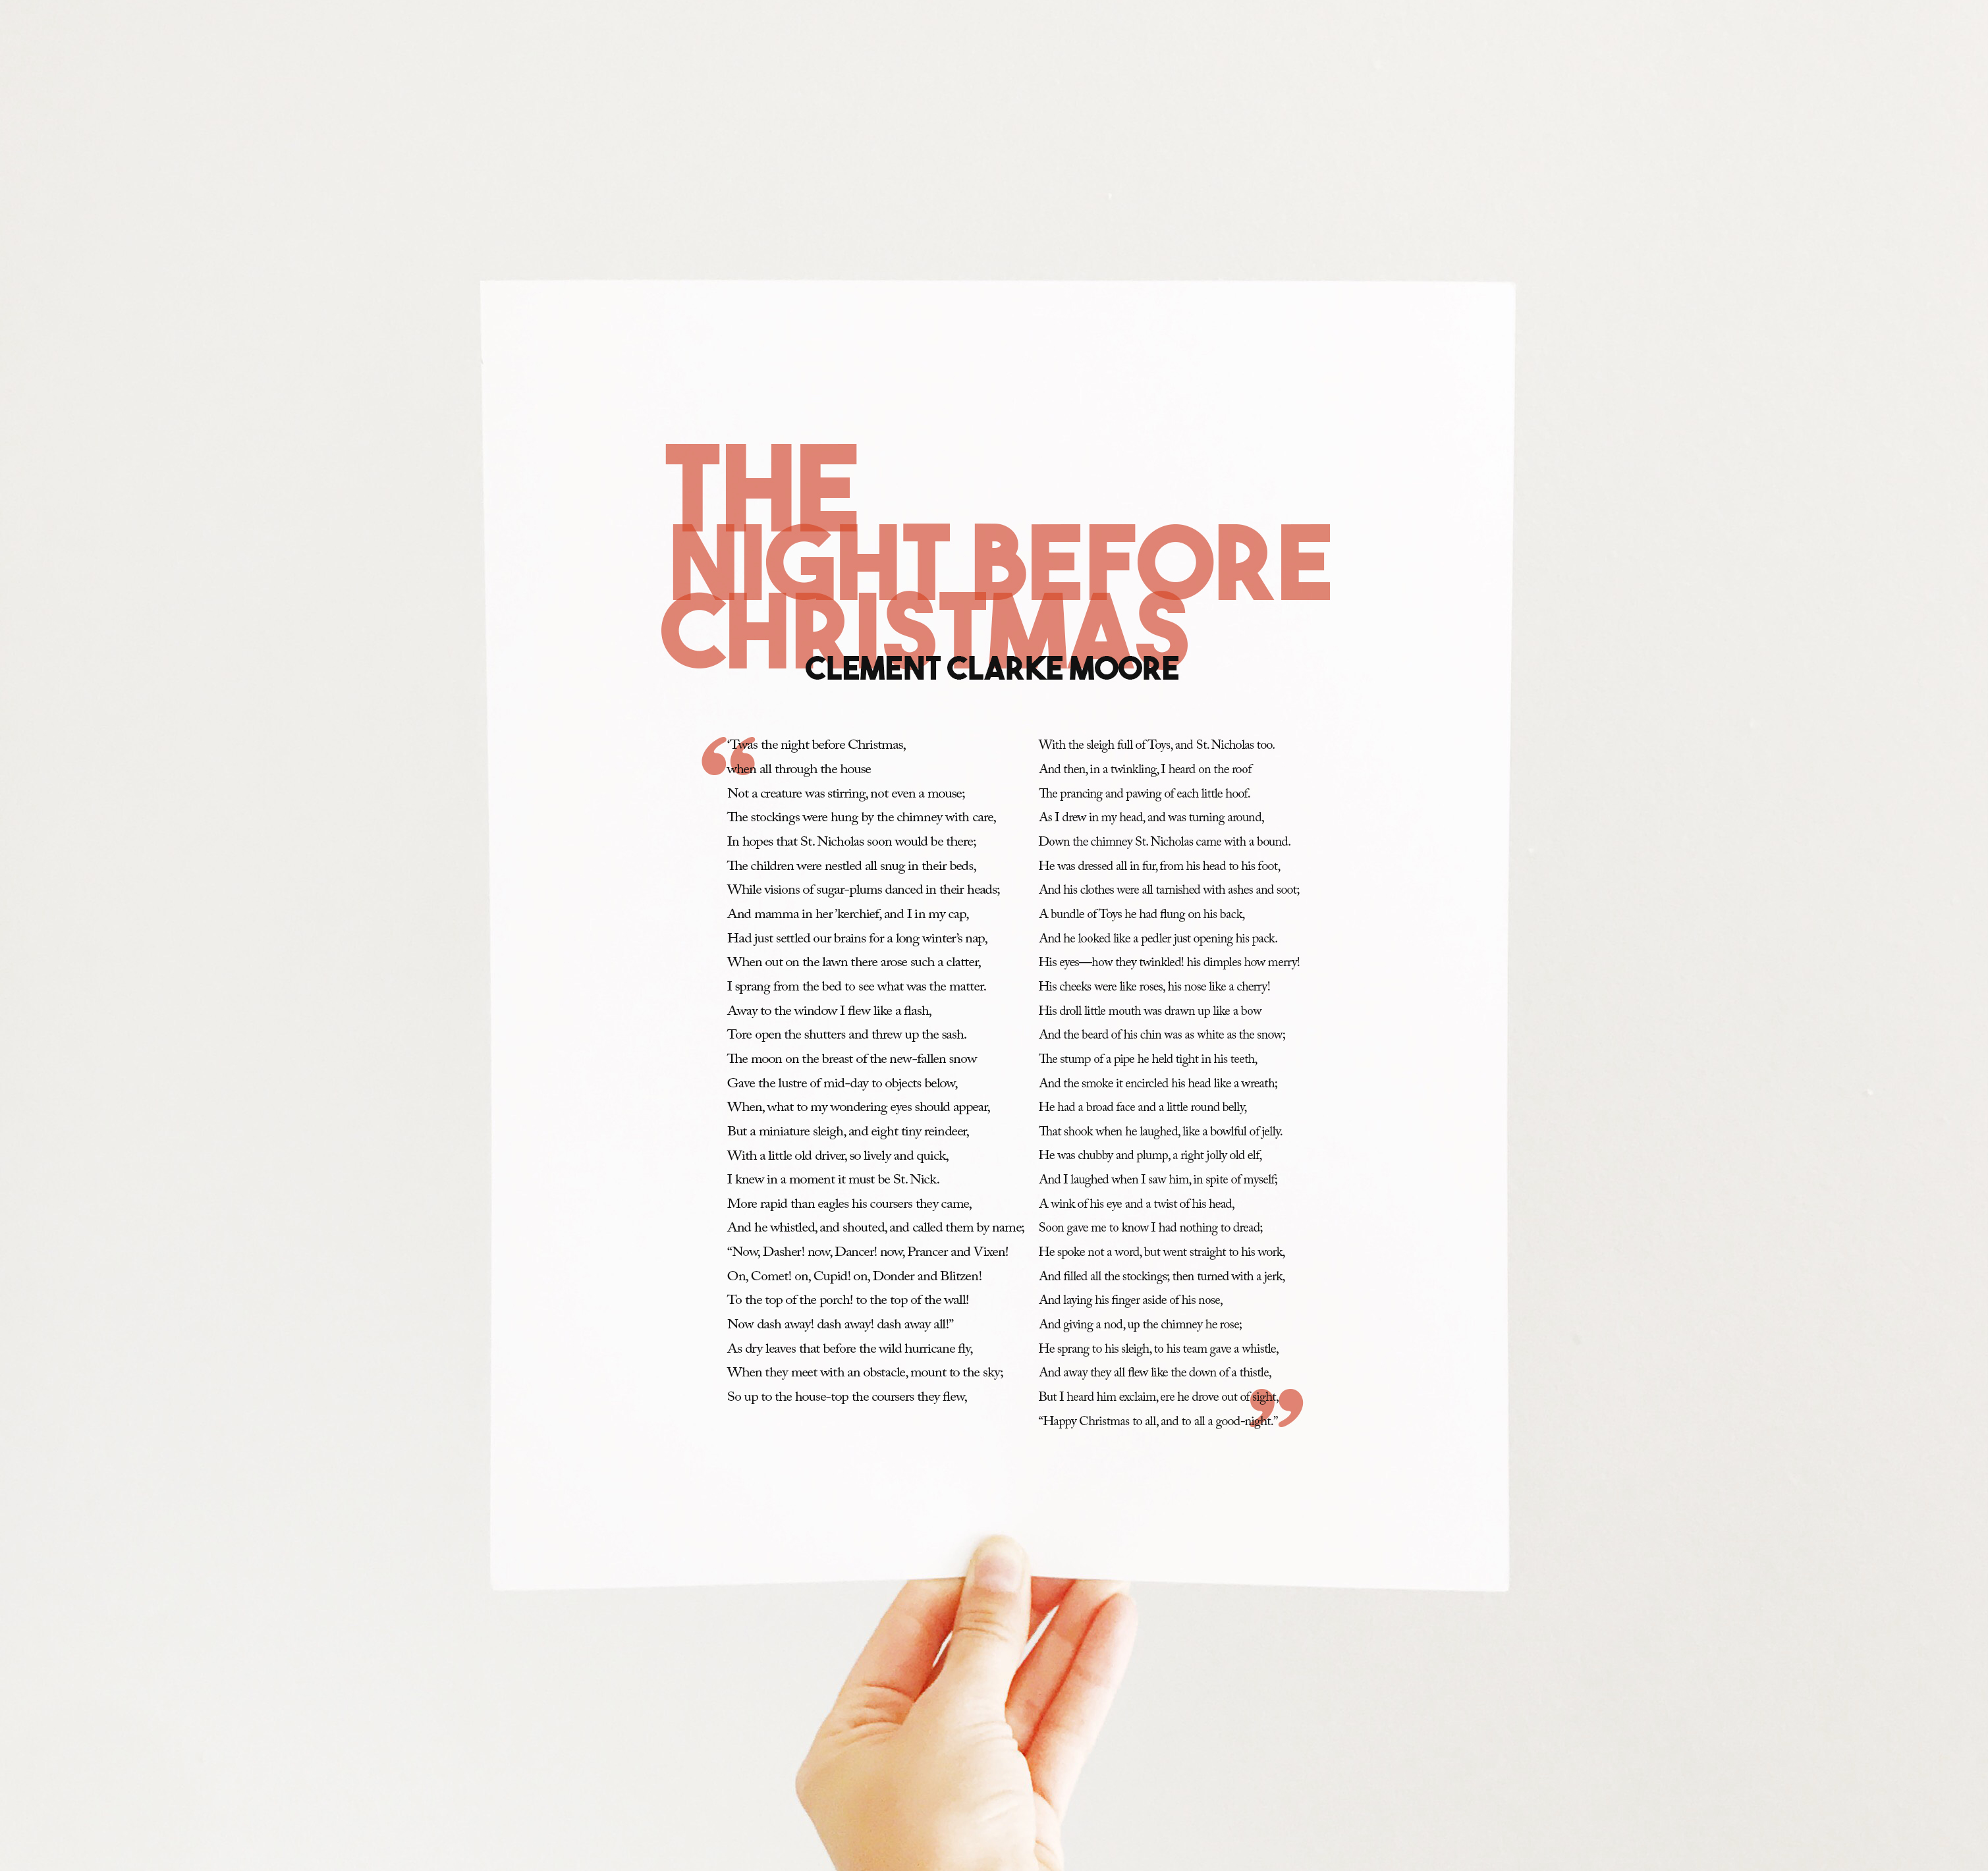 THE
NIGHT BEFORE
CHRISTMAS
CLEMENT CLARKE MOORE
“
‘Twas the night before Christmas,
when all through the house
Not a creature was stirring, not even a mouse;
The stockings were hung by the chimney with care,
In hopes that St. Nicholas soon would be there;
The children were nestled all snug in their beds,
While visions of sugar-plums danced in their heads;
And mamma in her ’kerchief, and I in my cap,
Had just settled our brains for a long winter’s nap,
When out on the lawn there arose such a clatter,
I sprang from the bed to see what was the matter.
Away to the window I flew like a flash,
Tore open the shutters and threw up the sash.
The moon on the breast of the new-fallen snow
Gave the lustre of mid-day to objects below,
When, what to my wondering eyes should appear,
But a miniature sleigh, and eight tiny reindeer,
With a little old driver, so lively and quick,
I knew in a moment it must be St. Nick.
More rapid than eagles his coursers they came,
And he whistled, and shouted, and called them by name;
“Now, Dasher! now, Dancer! now, Prancer and Vixen!
On, Comet! on, Cupid! on, Donder and Blitzen!
To the top of the porch! to the top of the wall!
Now dash away! dash away! dash away all!”
As dry leaves that before the wild hurricane fly,
When they meet with an obstacle, mount to the sky;
So up to the house-top the coursers they flew,
With the sleigh full of Toys, and St. Nicholas too.
And then, in a twinkling, I heard on the roof
The prancing and pawing of each little hoof.
As I drew in my head, and was turning around,
Down the chimney St. Nicholas came with a bound.
He was dressed all in fur, from his head to his foot,
And his clothes were all tarnished with ashes and soot;
A bundle of Toys he had flung on his back,
And he looked like a pedler just opening his pack.
His eyes—how they twinkled! his dimples how merry!
His cheeks were like roses, his nose like a cherry!
His droll little mouth was drawn up like a bow
And the beard of his chin was as white as the snow;
The stump of a pipe he held tight in his teeth,
And the smoke it encircled his head like a wreath;
He had a broad face and a little round belly,
That shook when he laughed, like a bowlful of jelly.
He was chubby and plump, a right jolly old elf,
And I laughed when I saw him, in spite of myself;
A wink of his eye and a twist of his head,
Soon gave me to know I had nothing to dread;
He spoke not a word, but went straight to his work,
And filled all the stockings; then turned with a jerk,
And laying his finger aside of his nose,
And giving a nod, up the chimney he rose;
He sprang to his sleigh, to his team gave a whistle,
And away they all flew like the down of a thistle,
But I heard him exclaim, ere he drove out of sight,
“Happy Christmas to all, and to all a good-night.”
”